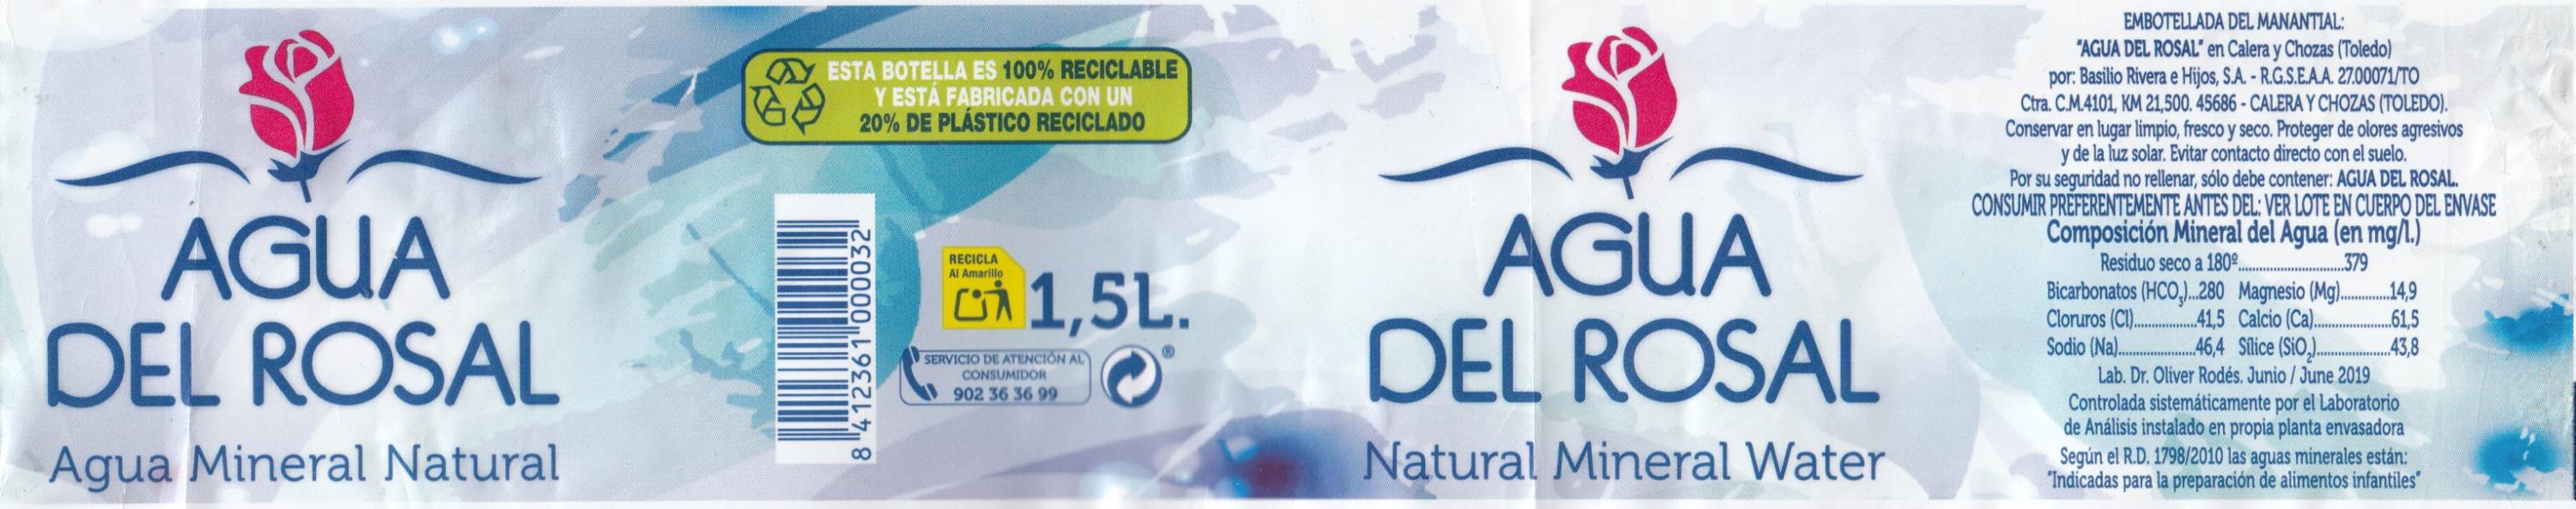 AGUA
DEL ROSAL
Agua Mineral Natural
ESTA BOTELLA ES 100% RECICLABLE
Y ESTÁ FABRICADA CON UN
20% DE PLÁSTICO RECICLADO
8 412361 000032
RECICLA
Al Amarillo
1,5L.
SERVICIO DE ATENCIÓN AL
CONSUMIDOR
902 36 36 99
®
AGUA
DEL ROSAL
Natural Mineral Water
EMBOTELLADA DEL MANANTIAL:
"AGUA DEL ROSAL" en Calera y Chozas (Toledo)
por: Basilio Rivera e Hijos, S.A. - R.G.S.E.A.A. 27.00071/TO
Ctra. C.M.4101, KM 21,500. 45686 - CALERA Y CHOZAS (TOLEDO).
Conservar en lugar limpio, fresco y seco. Proteger de olores agresivos
y de la luz solar. Evitar contacto directo con el suelo.
Por su seguridad no rellenar, sólo debe contener: AGUA DEL ROSAL.
CONSUMIR PREFERENTEMENTE ANTES DEL: VER LOTE EN CUERPO DEL ENVASE
Composición Mineral del Agua (en mg/l.)
Residuo seco a 180º............................379
Bicarbonatos (HCO₃)...280 Magnesio (Mg).............14,9
Cloruros (Cl).................41,5 Calcio (Ca)....................61,5
Sodio (Na)....................46,4 Sílice (SiO₂)...................43,8
Lab. Dr. Oliver Rodés. Junio / June 2019
Controlada sistemáticamente por el Laboratorio
de Análisis instalado en propia planta envasadora
Según el R.D. 1798/2010 las aguas minerales están:
"Indicadas para la preparación de alimentos infantiles"